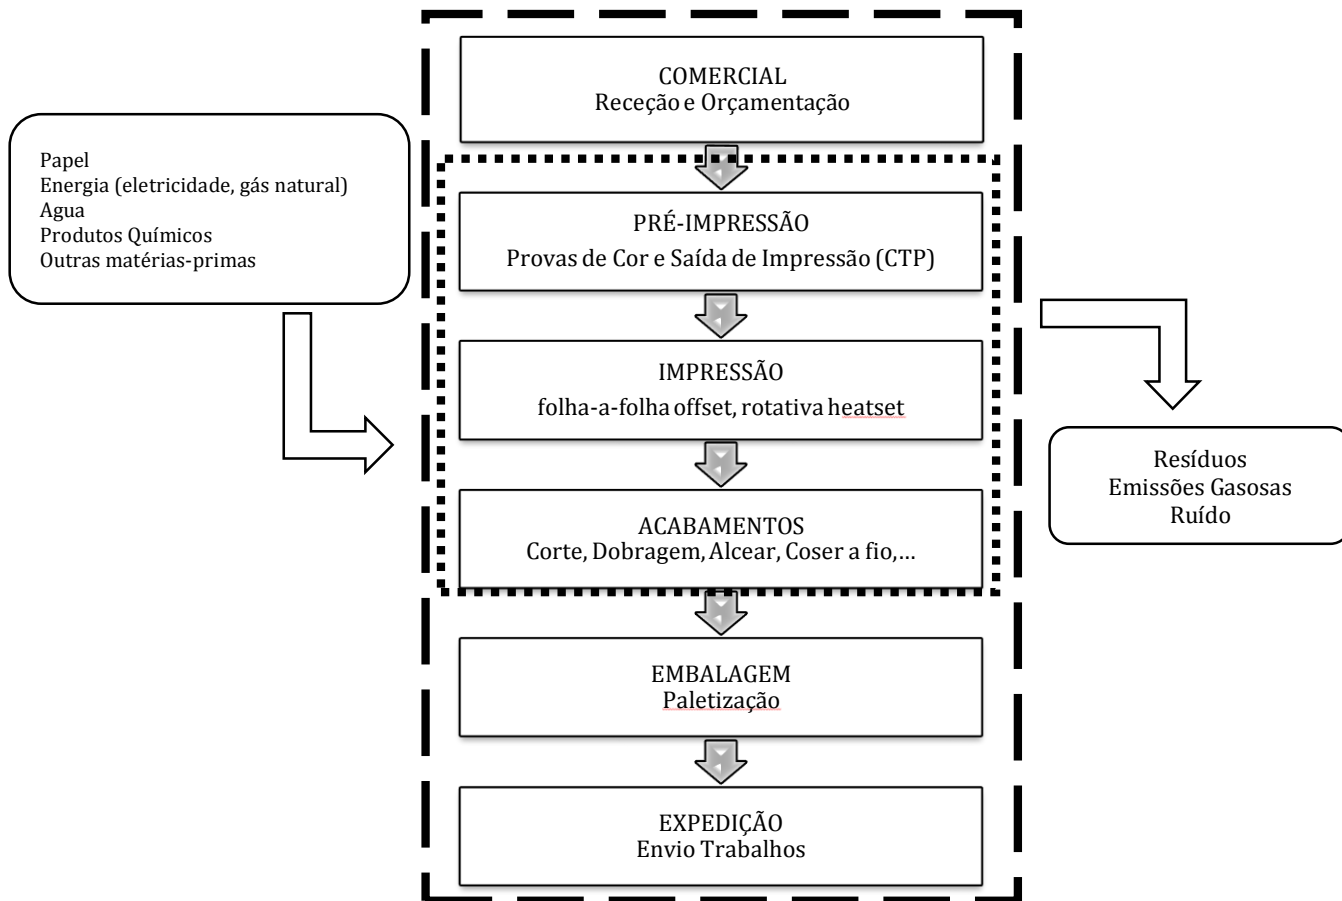 COMERCIAL
Receção e Orçamentação
Papel
Energia (eletricidade, gás natural)
Agua
Produtos Químicos
Outras matérias-primas
PRÉ-IMPRESSÃO
Provas de Cor e Saída de Impressão (CTP)
IMPRESSÃO
folha-a-folha offset, rotativa heatset
ACABAMENTOS
Corte, Dobragem, Alcear, Coser a fio,...
Resíduos
Emissões Gasosas
Ruído
EMBALAGEM
Paletização
EXPEDIÇÃO
Envio Trabalhos